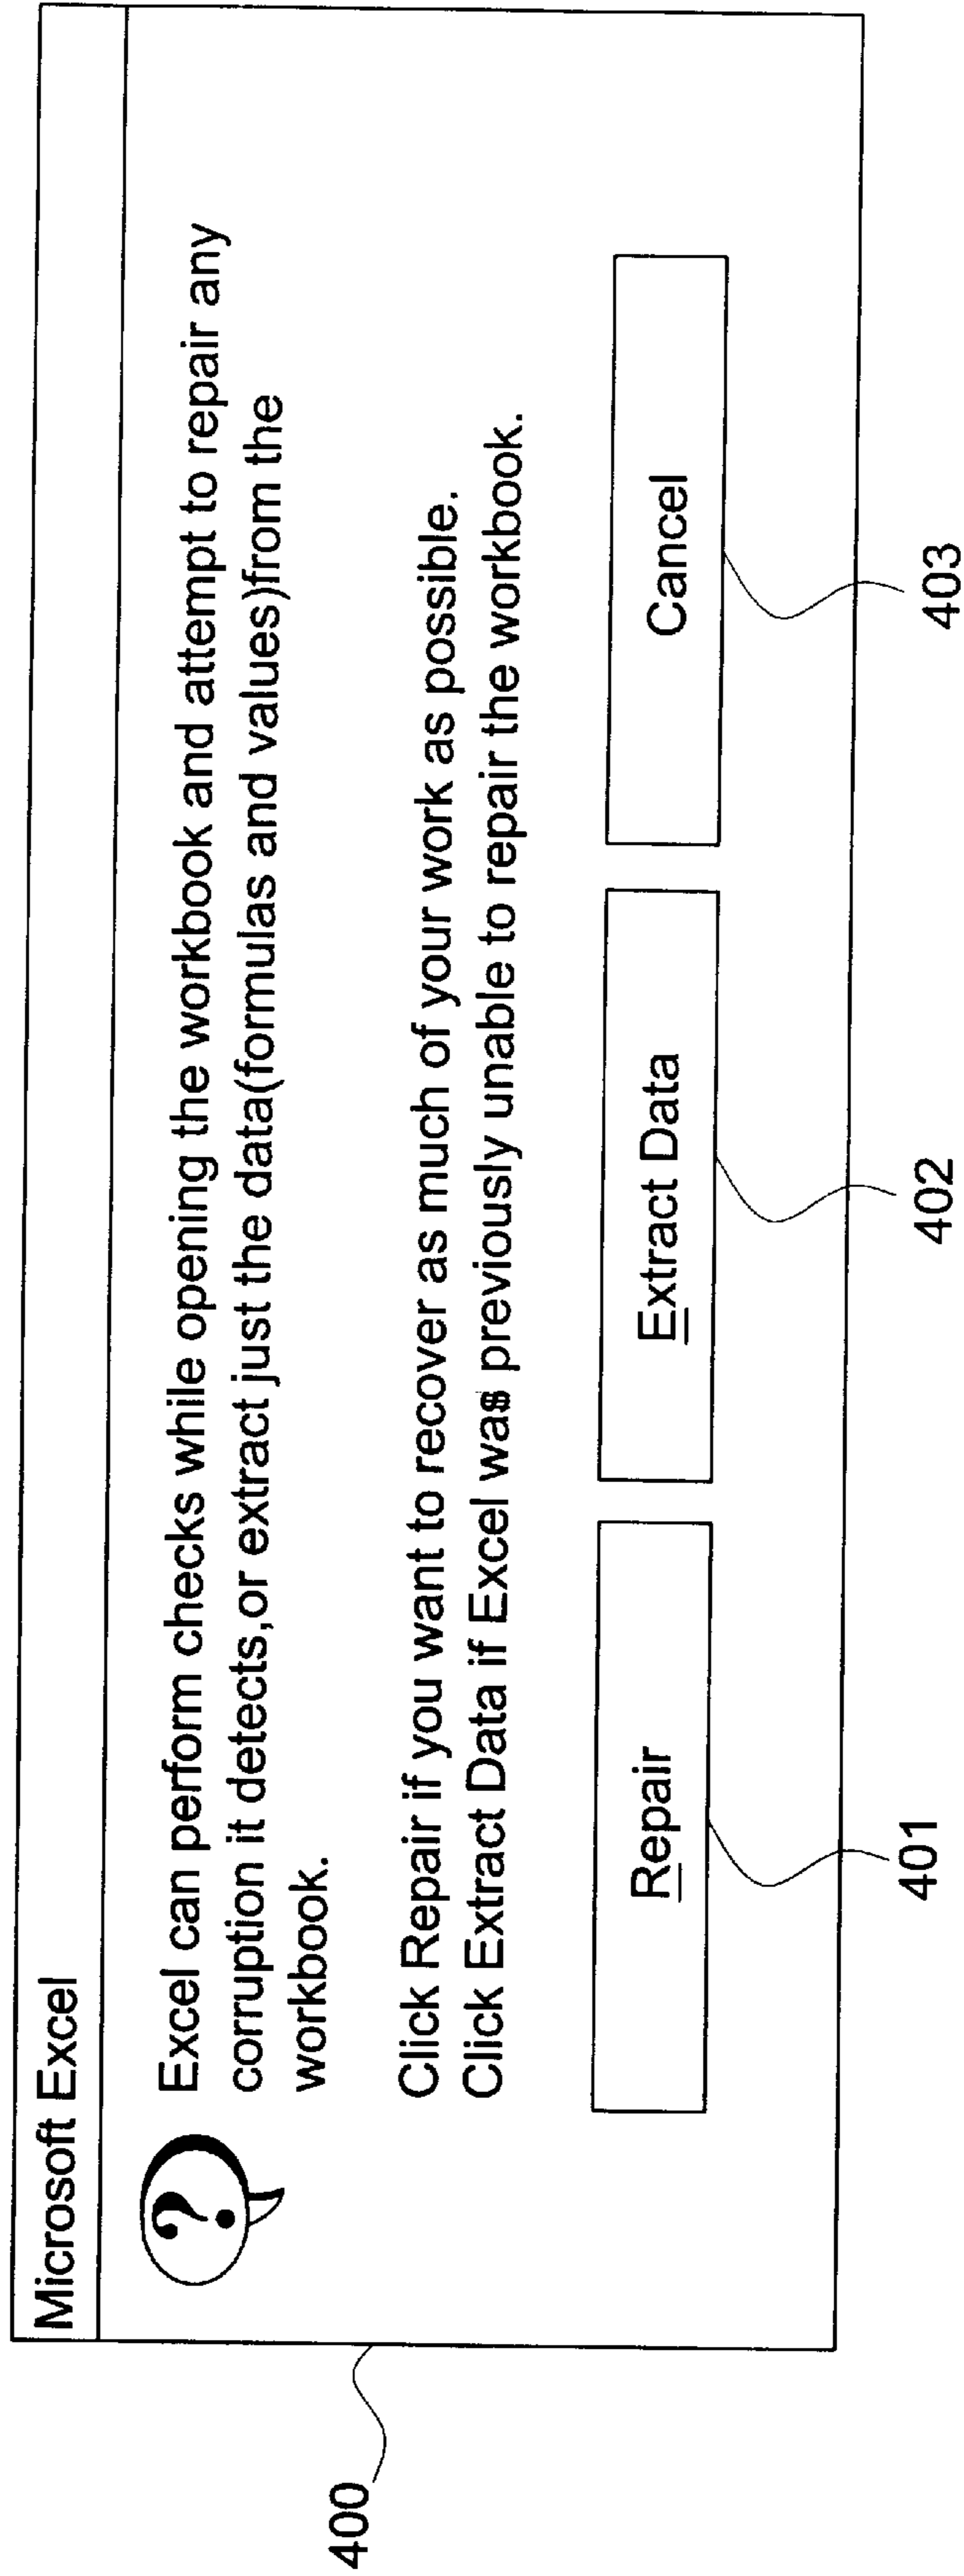 Microsoft Excel
? Excel can perform checks while opening the workbook and attempt to repair any
corruption it detects,or extract just the data(formulas and values)from the
workbook.
Click Repair if you want to recover as much of your work as possible.
Click Extract Data if Excel was previously unable to repair the workbook.
Repair Extract Data Cancel
400 401 402 403